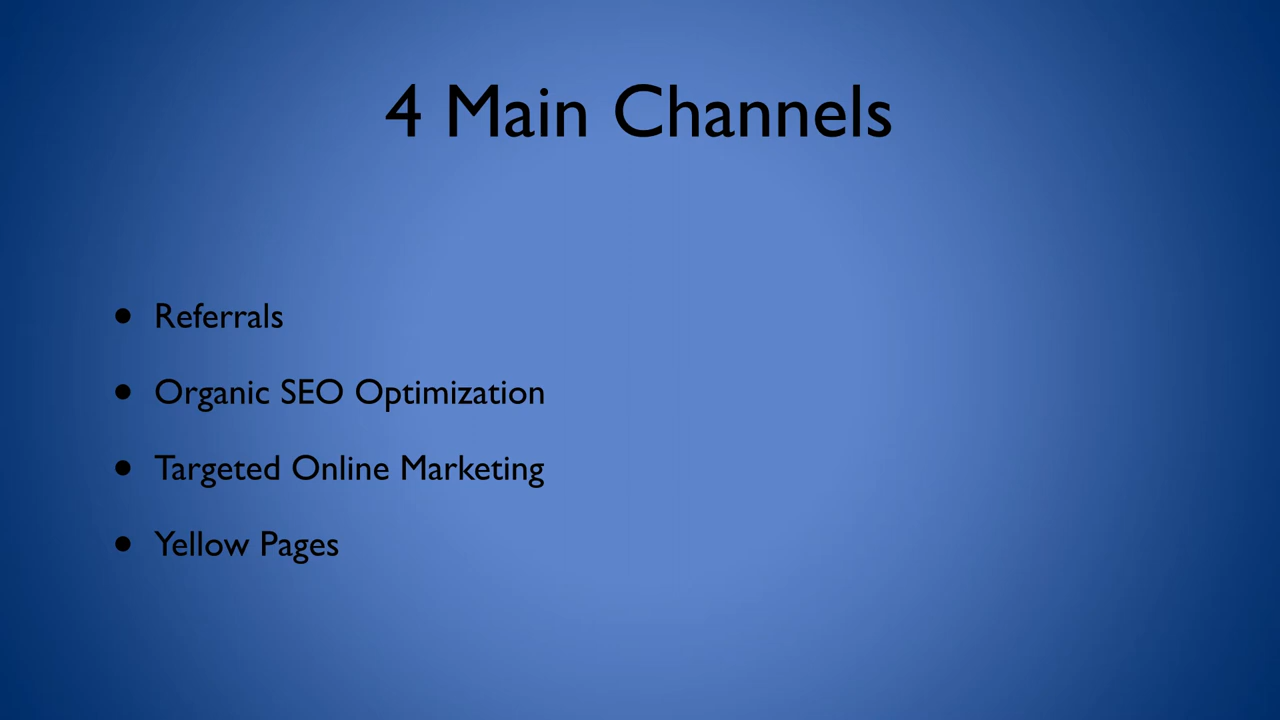 4 Main Channels
• Referrals
• Organic SEO Optimization
• Targeted Online Marketing
• Yellow Pages